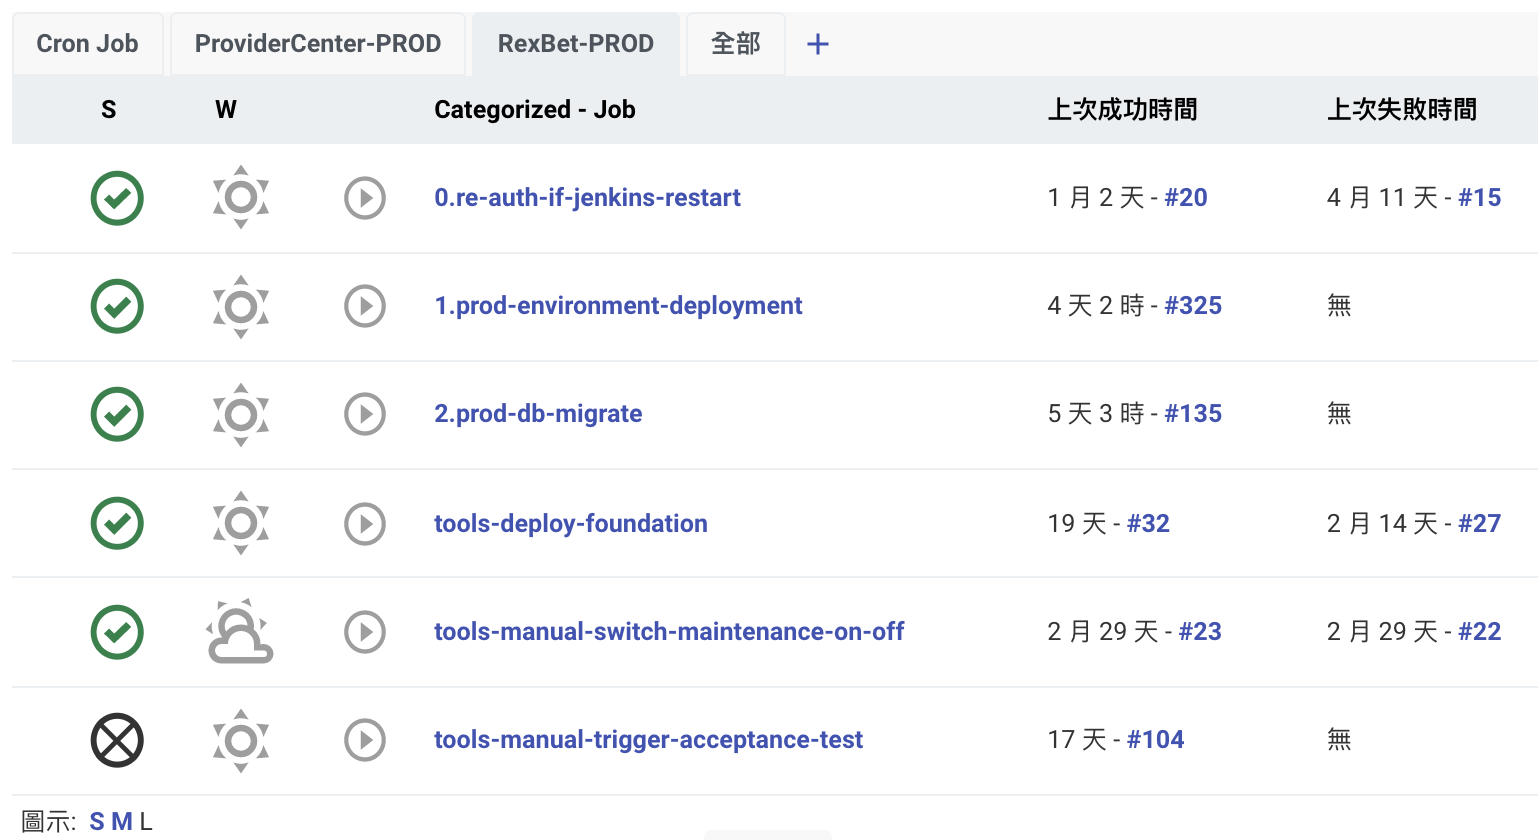 Cron Job ProviderCenter-PROD RexBet-PROD 全部 +
S W Categorized - Job 上次成功時間 上次失敗時間
0.re-auth-if-jenkins-restart 1 月 2 天 - #20 4 月 11 天 - #15
1.prod-environment-deployment 4 天 2 時 - #325 無
2.prod-db-migrate 5 天 3 時 - #135 無
tools-deploy-foundation 19 天 - #32 2 月 14 天 - #27
tools-manual-switch-maintenance-on-off 2 月 29 天 - #23 2 月 29 天 - #22
tools-manual-trigger-acceptance-test 17 天 - #104 無
圖示: S M L